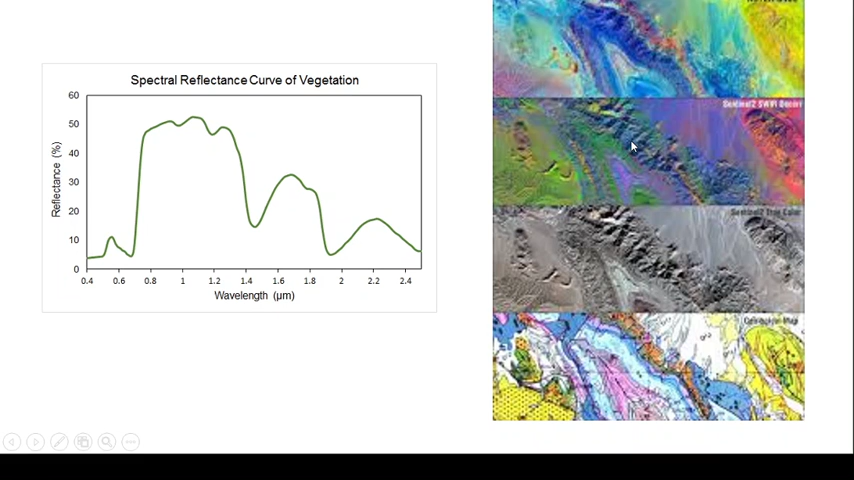 Spectral Reflectance Curve of Vegetation
60
50
40
30
20
10
0
Reflectance (%)
0.4 0.6 0.8 1 1.2 1.4 1.6 1.8 2 2.2 2.4
Wavelength (µm)
Sentinel2 SWIR
Sentinel2 True Color
Map